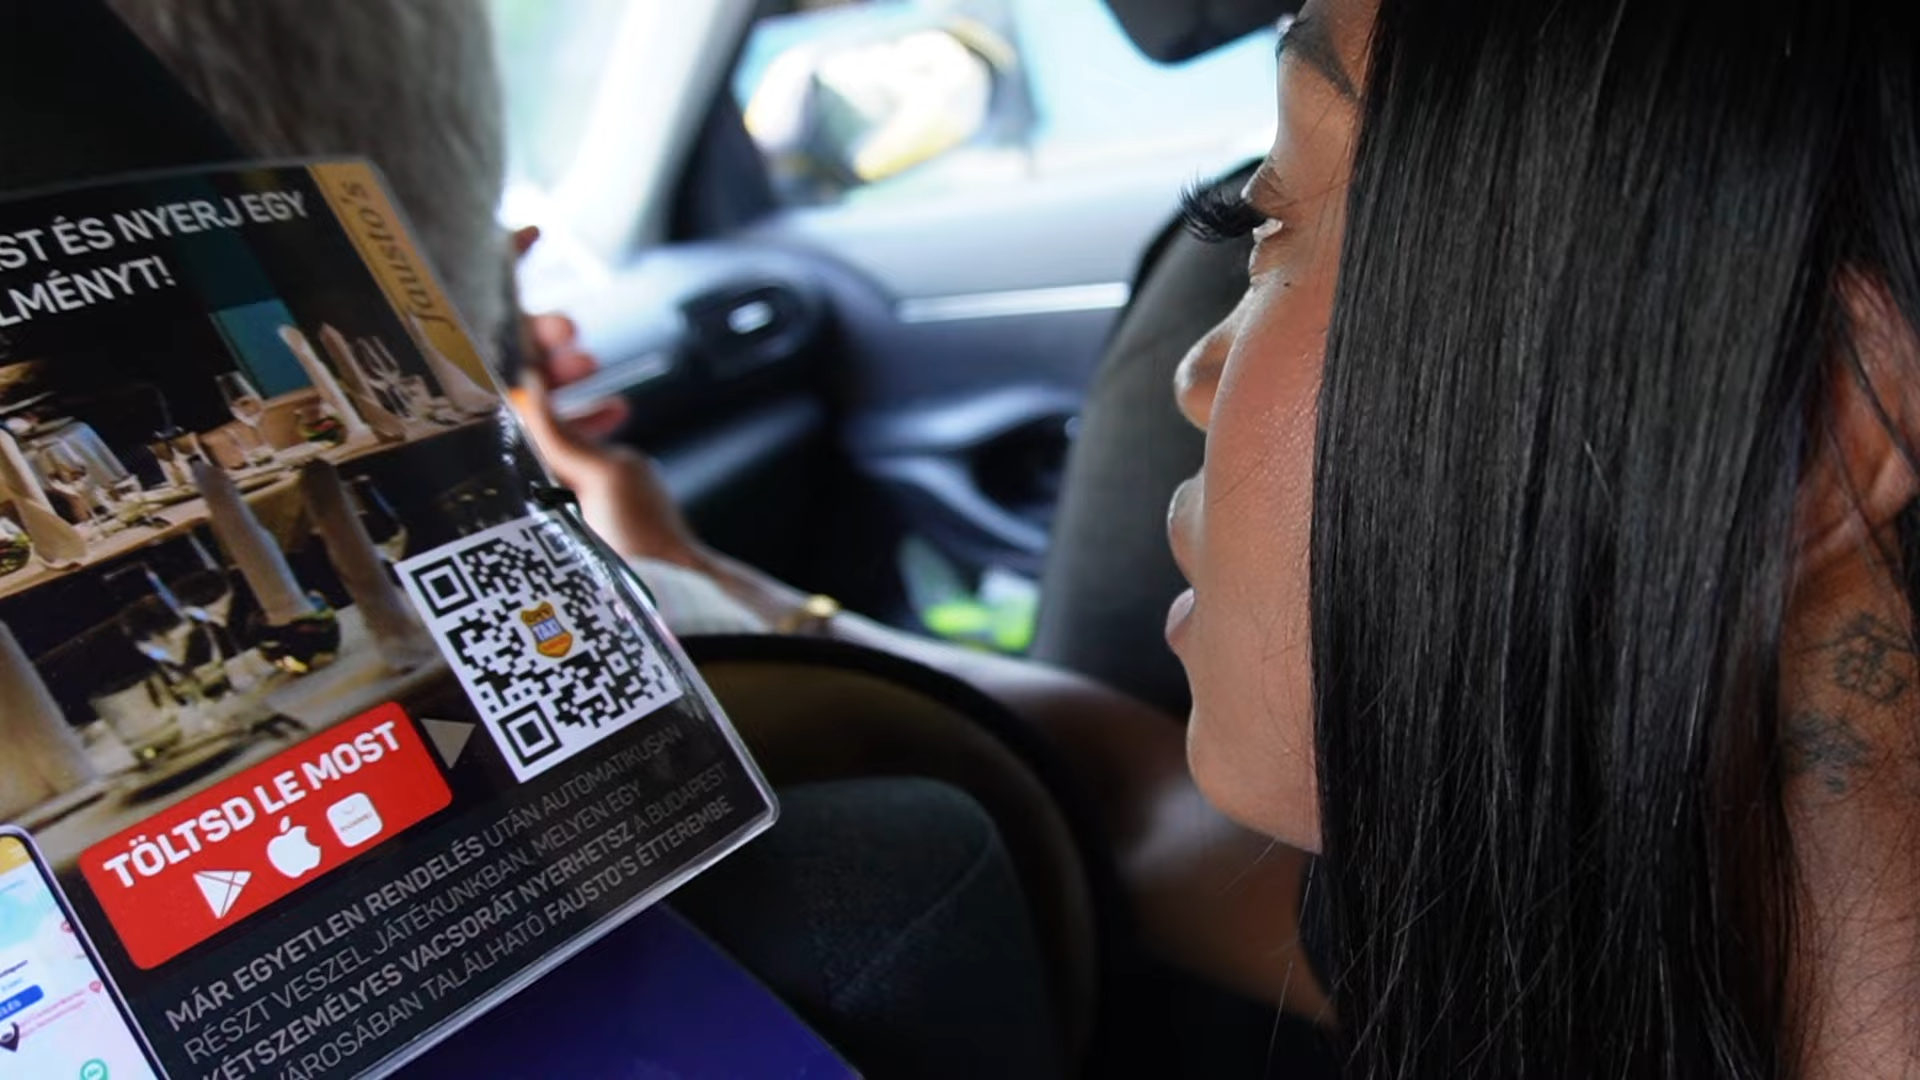 ST ÉS NYERJ EGY
LMÉNYT!
fausto's
TAXI
TÖLTSD LE MOST
MÁR EGYETLEN RENDELÉS UTÁN AUTOMATIKUSAN
RÉSZT VESZEL JÁTÉKUNKBAN, MELYEN EGY
KÉTSZEMÉLYES VACSORÁT NYERHETSZ A BUDAPEST
VÁROSÁBAN TALÁLHATÓ FAUSTO'S ÉTTEREMBE